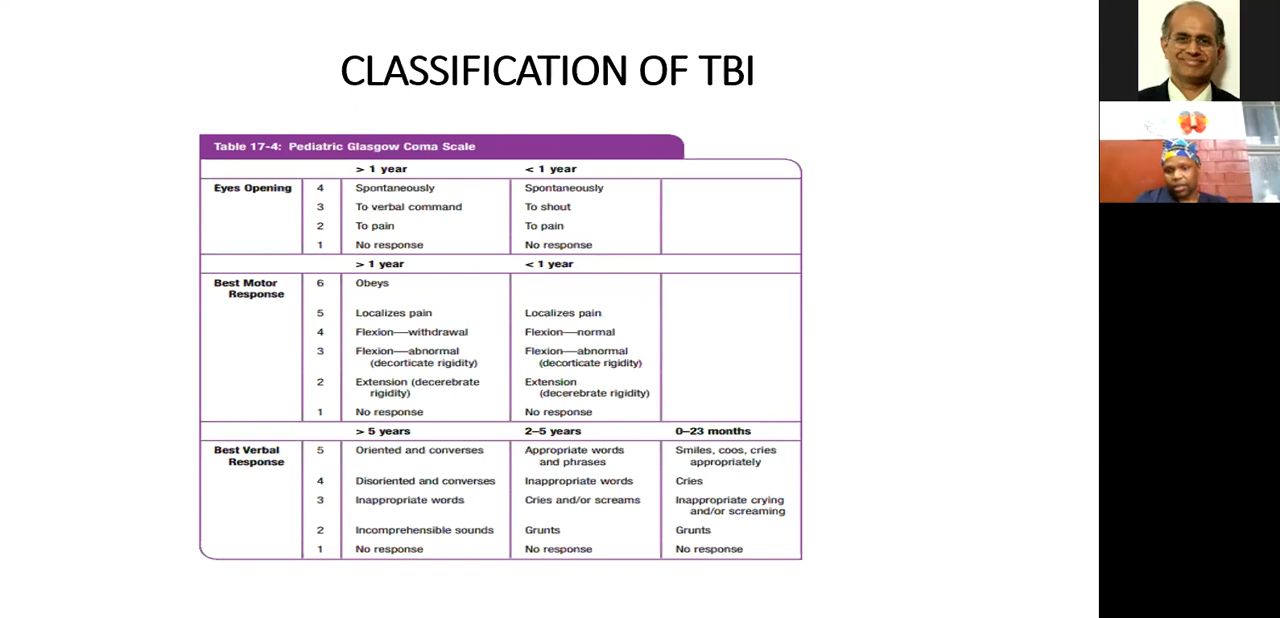 CLASSIFICATION OF TBI
Table 17-4: Pediatric Glasgow Coma Scale
> 1 year < 1 year
Eyes Opening 4 Spontaneously Spontaneously
3 To verbal command To shout
2 To pain To pain
1 No response No response
> 1 year < 1 year
Best Motor 6 Obeys
Response
5 Localizes pain Localizes pain
4 Flexion—withdrawal Flexion—normal
3 Flexion—abnormal Flexion—abnormal
(decorticate rigidity) (decorticate rigidity)
2 Extension (decerebrate Extension
rigidity) (decerebrate rigidity)
1 No response No response
> 5 years 2–5 years 0–23 months
Best Verbal 5 Oriented and converses Appropriate words Smiles, coos, cries
Response and phrases appropriately
4 Disoriented and converses Inappropriate words Cries
3 Inappropriate words Cries and/or screams Inappropriate crying
and/or screaming
2 Incomprehensible sounds Grunts Grunts
1 No response No response No response